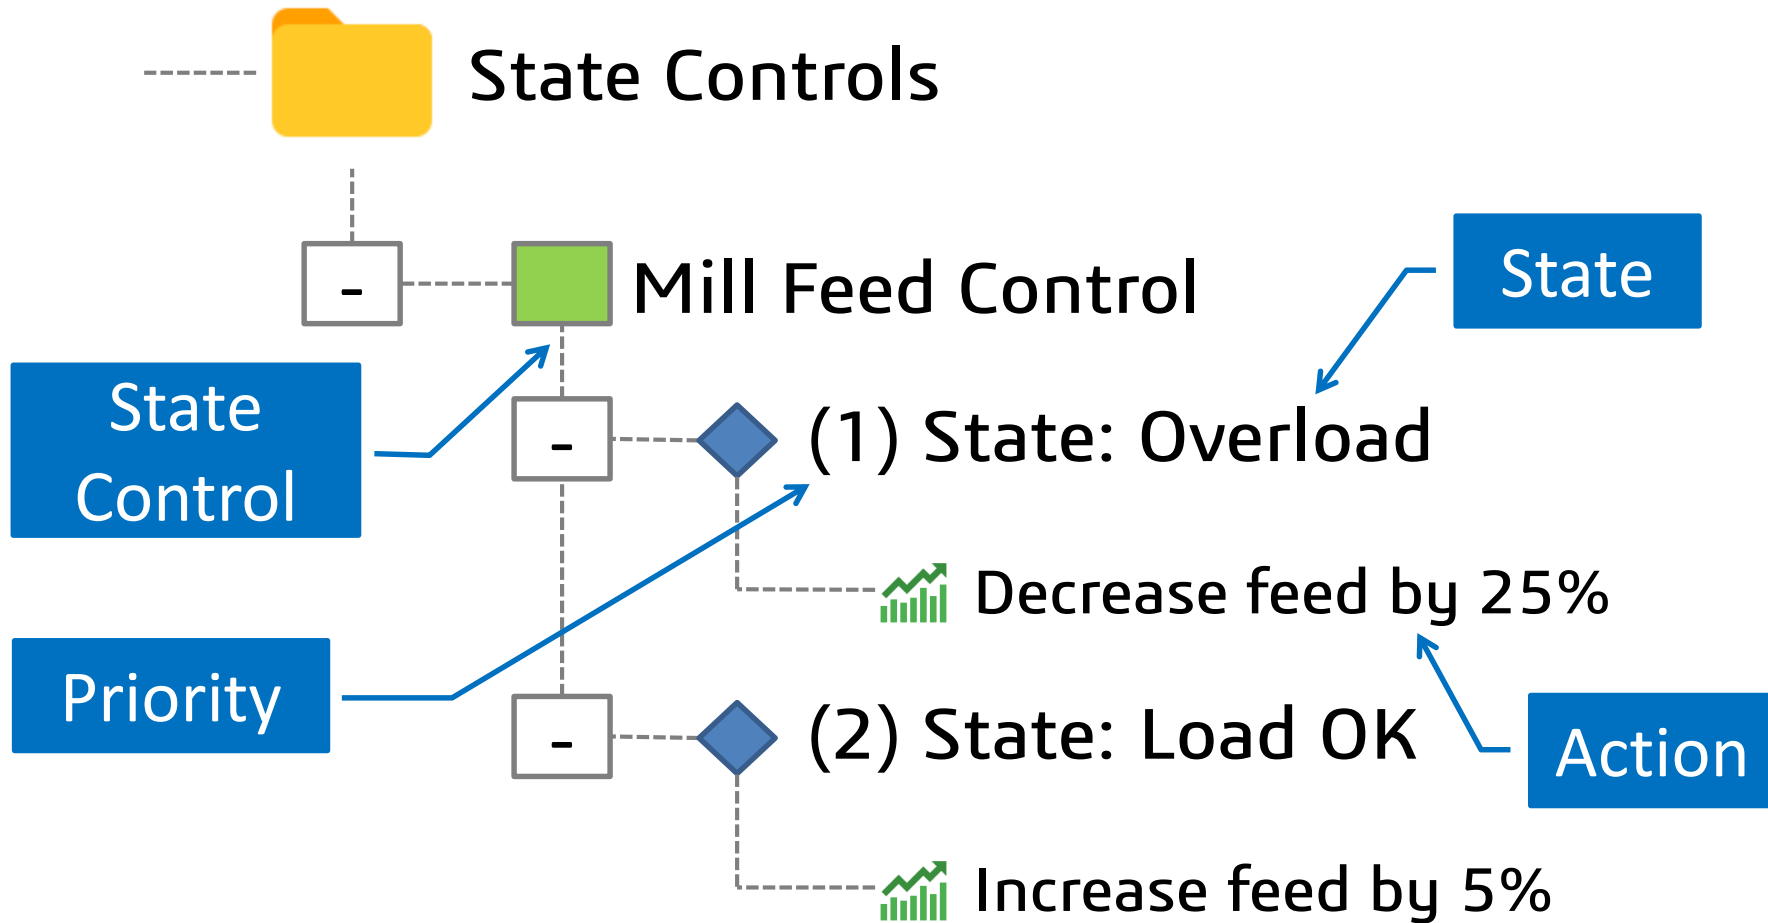 State Controls
- Mill Feed Control
State
State
Control
- (1) State: Overload
Decrease feed by 25%
Priority
- (2) State: Load OK
Action
Increase feed by 5%